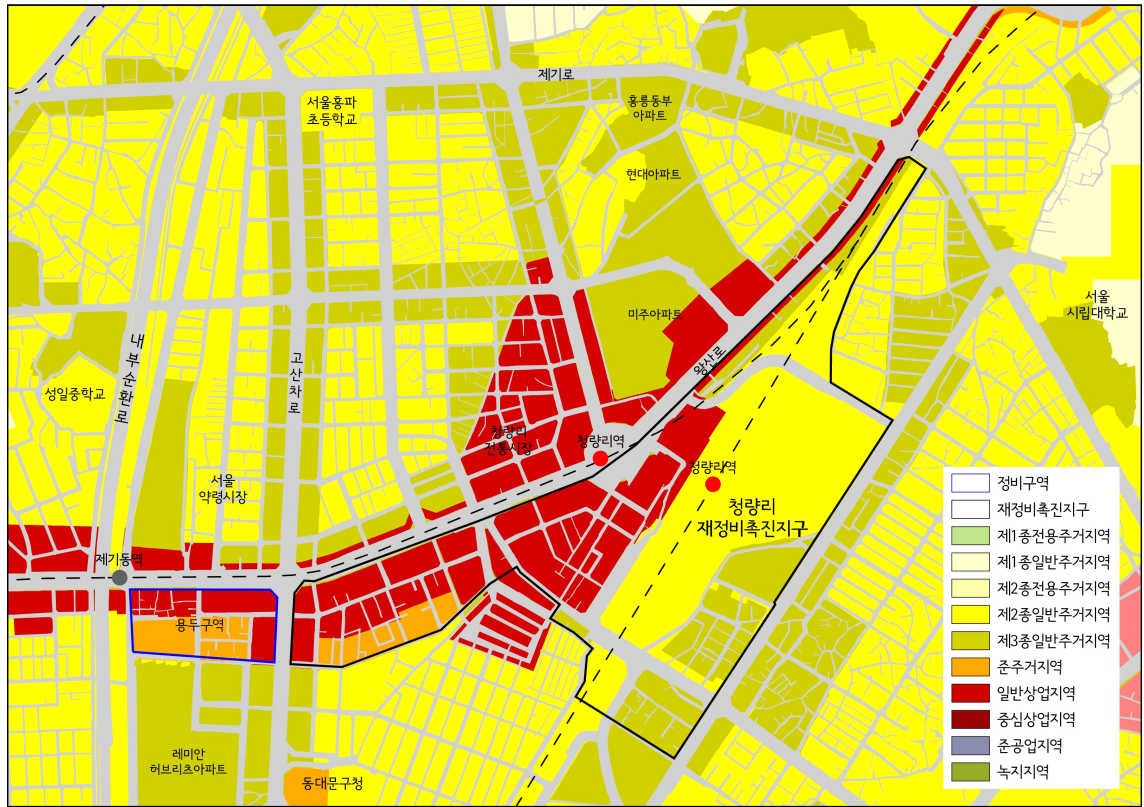 제기로
서울홍파
초등학교
홍릉동부
아파트
현대아파트
서울
시립대학교
미주아파트
내부순환로
고산자로
왕산로
성일중학교
청량리
전통시장
청량리역
청량리역
서울
약령시장
청량리
재정비촉진지구
제기동역
용두구역
레미안
허브리츠아파트
동대문구청
정비구역
재정비촉진지구
제1종전용주거지역
제1종일반주거지역
제2종전용주거지역
제2종일반주거지역
제3종일반주거지역
준주거지역
일반상업지역
중심상업지역
준공업지역
녹지지역